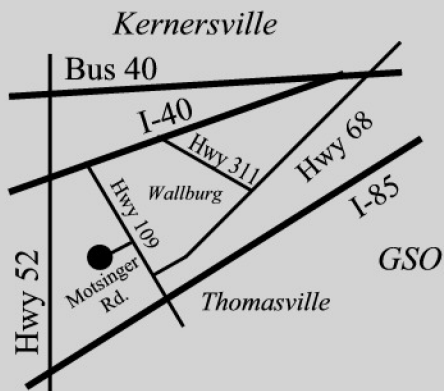 Kernersville
Bus 40
I-40
Hwy 311
Hwy 68
Wallburg
Hwy 109
I-85
Hwy 52
Motsinger
Rd.
GSO
Thomasville